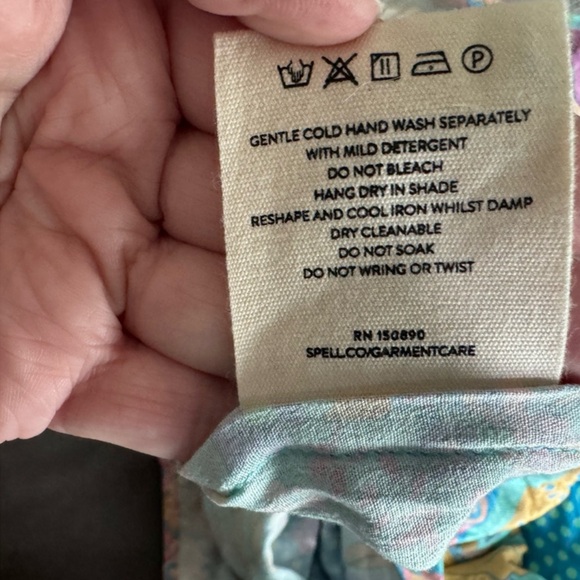 P
GENTLE COLD HAND WASH SEPARATELY
WITH MILD DETERGENT
DO NOT BLEACH
HANG DRY IN SHADE
RESHAPE AND COOL IRON WHILST DAMP
DRY CLEANABLE
DO NOT SOAK
DO NOT WRING OR TWIST
RN 150890
SPELL.CO/GARMENTCARE